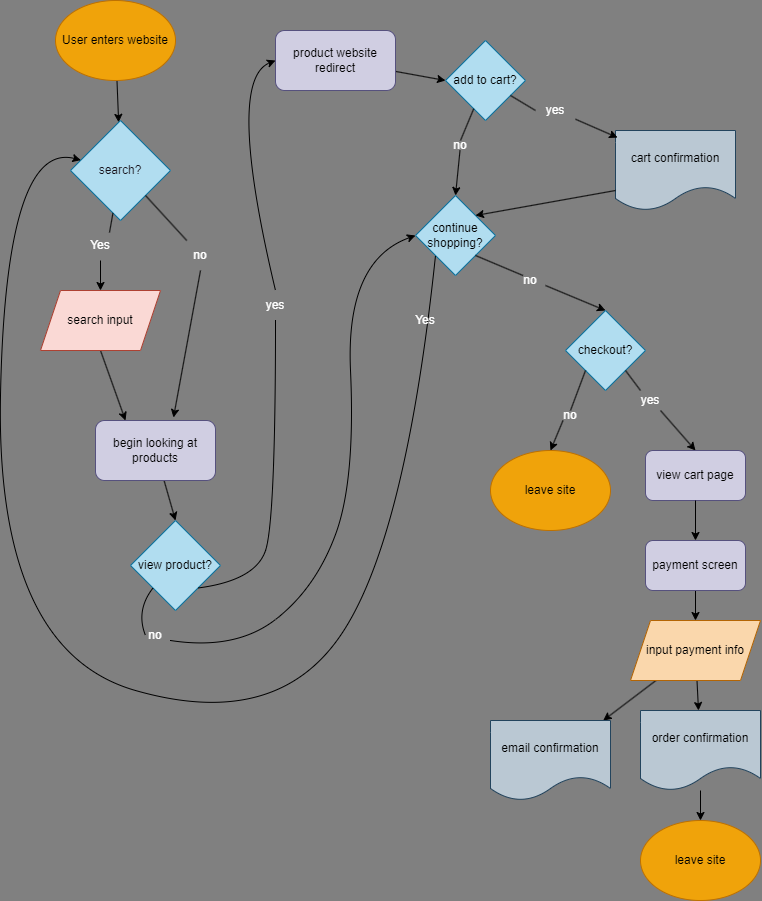 User enters website
search?
Yes
no
search input
begin looking at
products
view product?
no
yes
product website
redirect
add to cart?
yes
no
cart confirmation
continue
shopping?
Yes
no
checkout?
no
yes
leave site
view cart page
payment screen
input payment info
email confirmation
order confirmation
leave site